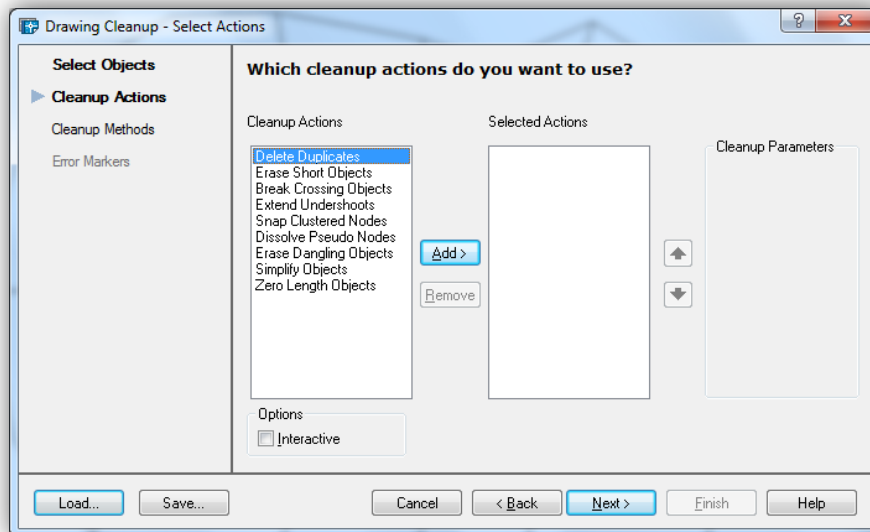 Drawing Cleanup - Select Actions
Select Objects
Cleanup Actions
Cleanup Methods
Error Markers
Which cleanup actions do you want to use?
Cleanup Actions
Delete Duplicates
Erase Short Objects
Break Crossing Objects
Extend Undershoots
Snap Clustered Nodes
Dissolve Pseudo Nodes
Erase Dangling Objects
Simplify Objects
Zero Length Objects
Add >
Remove
Selected Actions
Cleanup Parameters
Options
Interactive
Load...
Save...
Cancel
< Back
Next >
Finish
Help